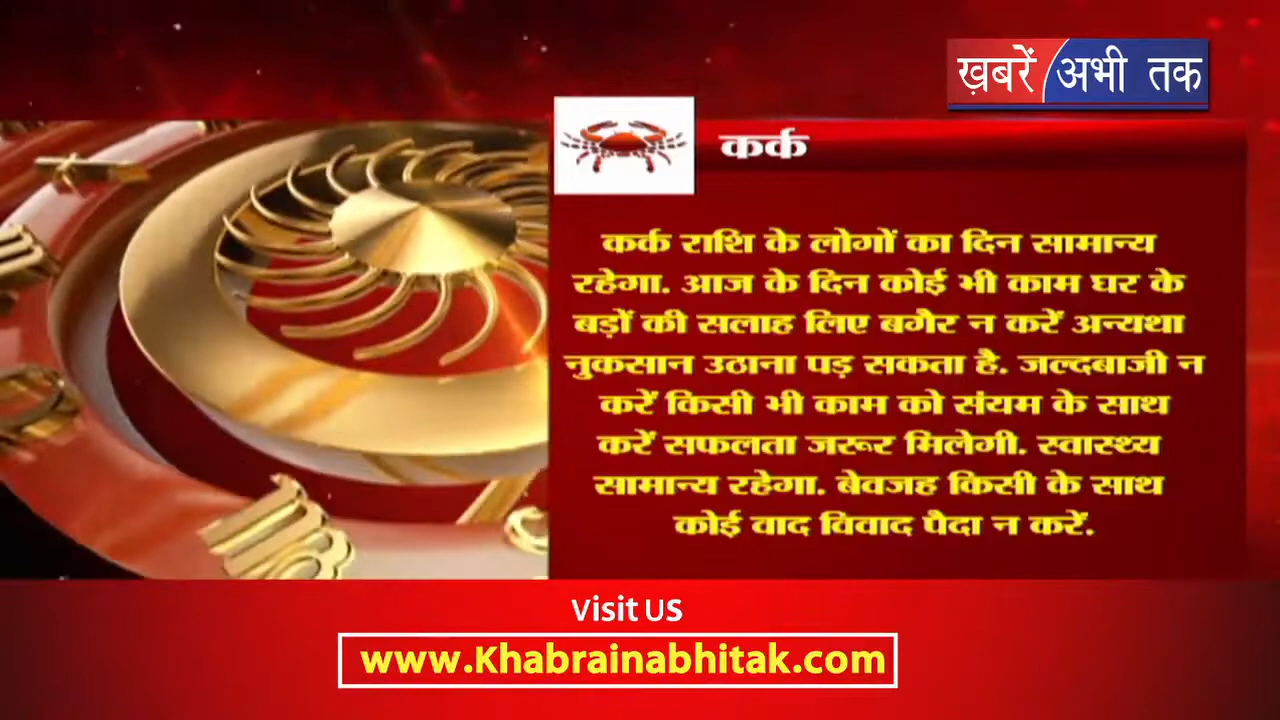 ख़बरें अभी तक
कर्क
कर्क राशि के लोगों का दिन सामान्य
रहेगा. आज के दिन कोई भी काम घर के
बड़ों की सलाह लिए बगैर न करें अन्यथा
नुकसान उठाना पड़ सकता है. जल्दबाजी न
करें किसी भी काम को संयम के साथ
करें सफलता जरूर मिलेगी. स्वास्थ्य
सामान्य रहेगा. बेवजह किसी के साथ
कोई वाद विवाद पैदा न करें.
Visit US
www.Khabrainabhitak.com